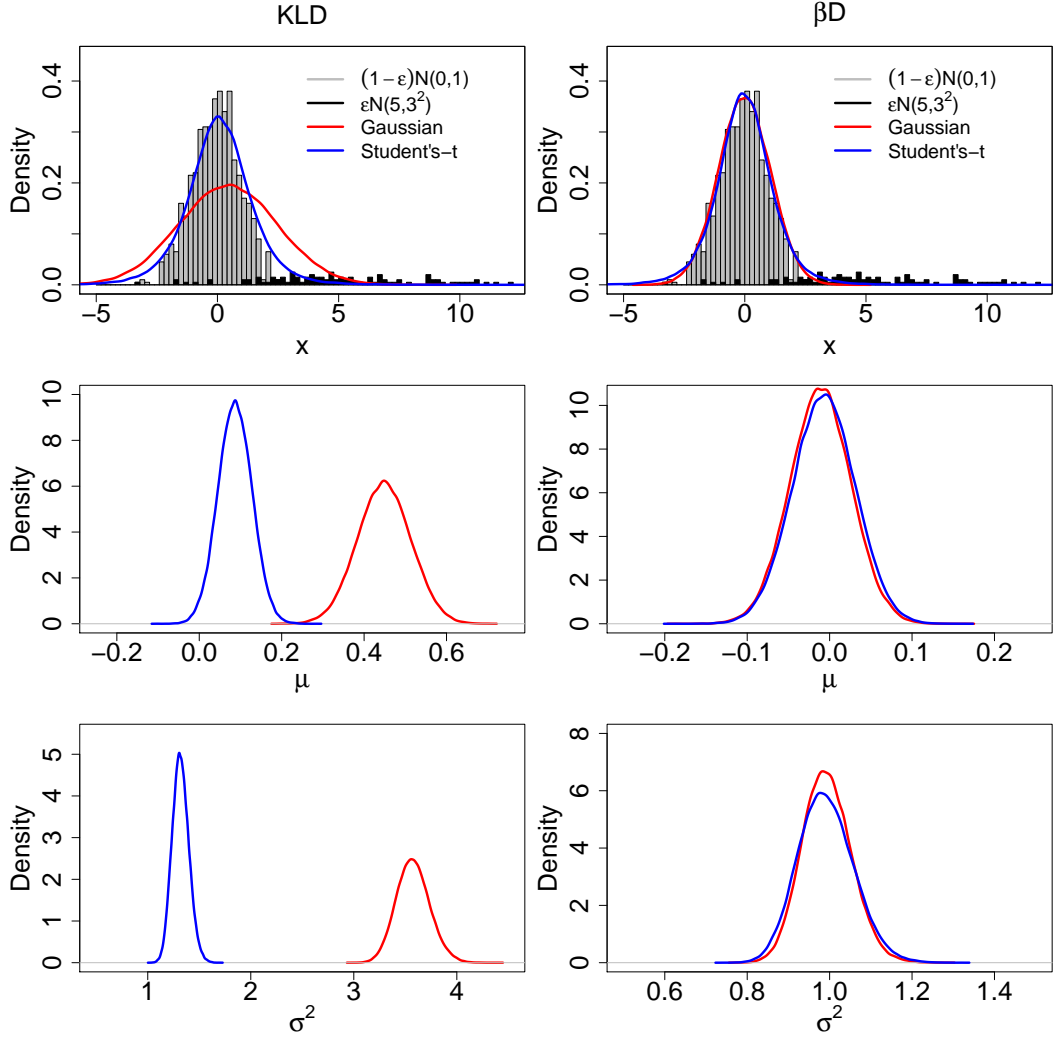 KLD
βD
Density
0.0 0.2 0.4
(1−ε)N(0,1)
εN(5,3²)
Gaussian
Student's−t
−5 0 5 10
x
Density
0.0 0.2 0.4
(1−ε)N(0,1)
εN(5,3²)
Gaussian
Student's−t
−5 0 5 10
x
Density
0 2 4 6 8 10
−0.2 0.0 0.2 0.4 0.6
μ
Density
0 2 4 6 8 10
−0.2 −0.1 0.0 0.1 0.2
μ
Density
0 1 2 3 4 5
1 2 3 4
σ²
Density
0 2 4 6 8
0.6 0.8 1.0 1.2 1.4
σ²